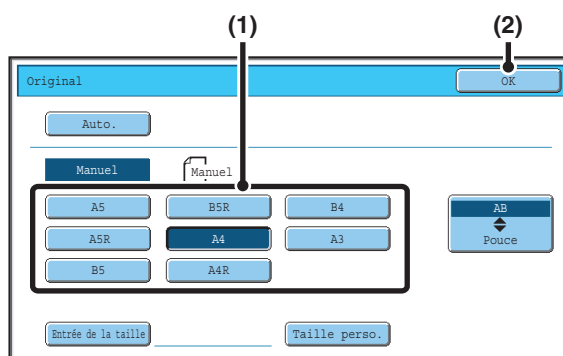 (1) (2)
Original OK
Auto.
Manuel Manuel
A5 B5R B4
A5R A4 A3
B5 A4R
AB
Pouce
Entrée de la taille Taille perso.